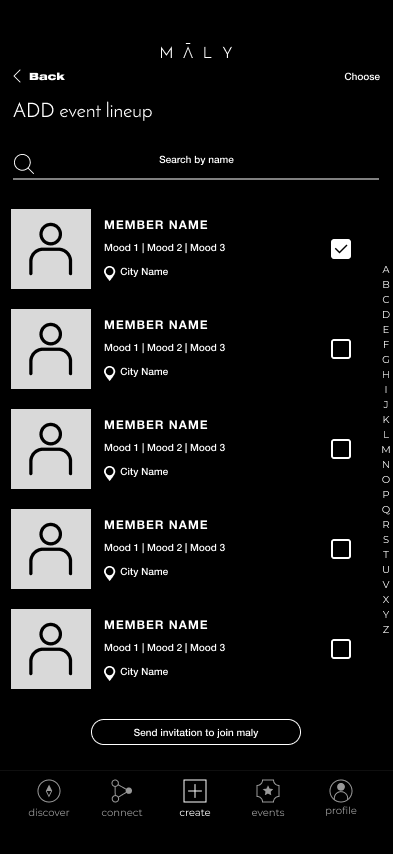 MĀLY
Back
Choose
ADD event lineup
Search by name
MEMBER NAME
Mood 1 | Mood 2 | Mood 3
City Name
MEMBER NAME
Mood 1 | Mood 2 | Mood 3
City Name
MEMBER NAME
Mood 1 | Mood 2 | Mood 3
City Name
MEMBER NAME
Mood 1 | Mood 2 | Mood 3
City Name
MEMBER NAME
Mood 1 | Mood 2 | Mood 3
City Name
A
B
C
D
E
F
G
H
I
J
K
L
M
N
O
P
Q
R
S
T
U
V
X
Y
Z
Send invitation to join maly
discover
connect
create
events
profile